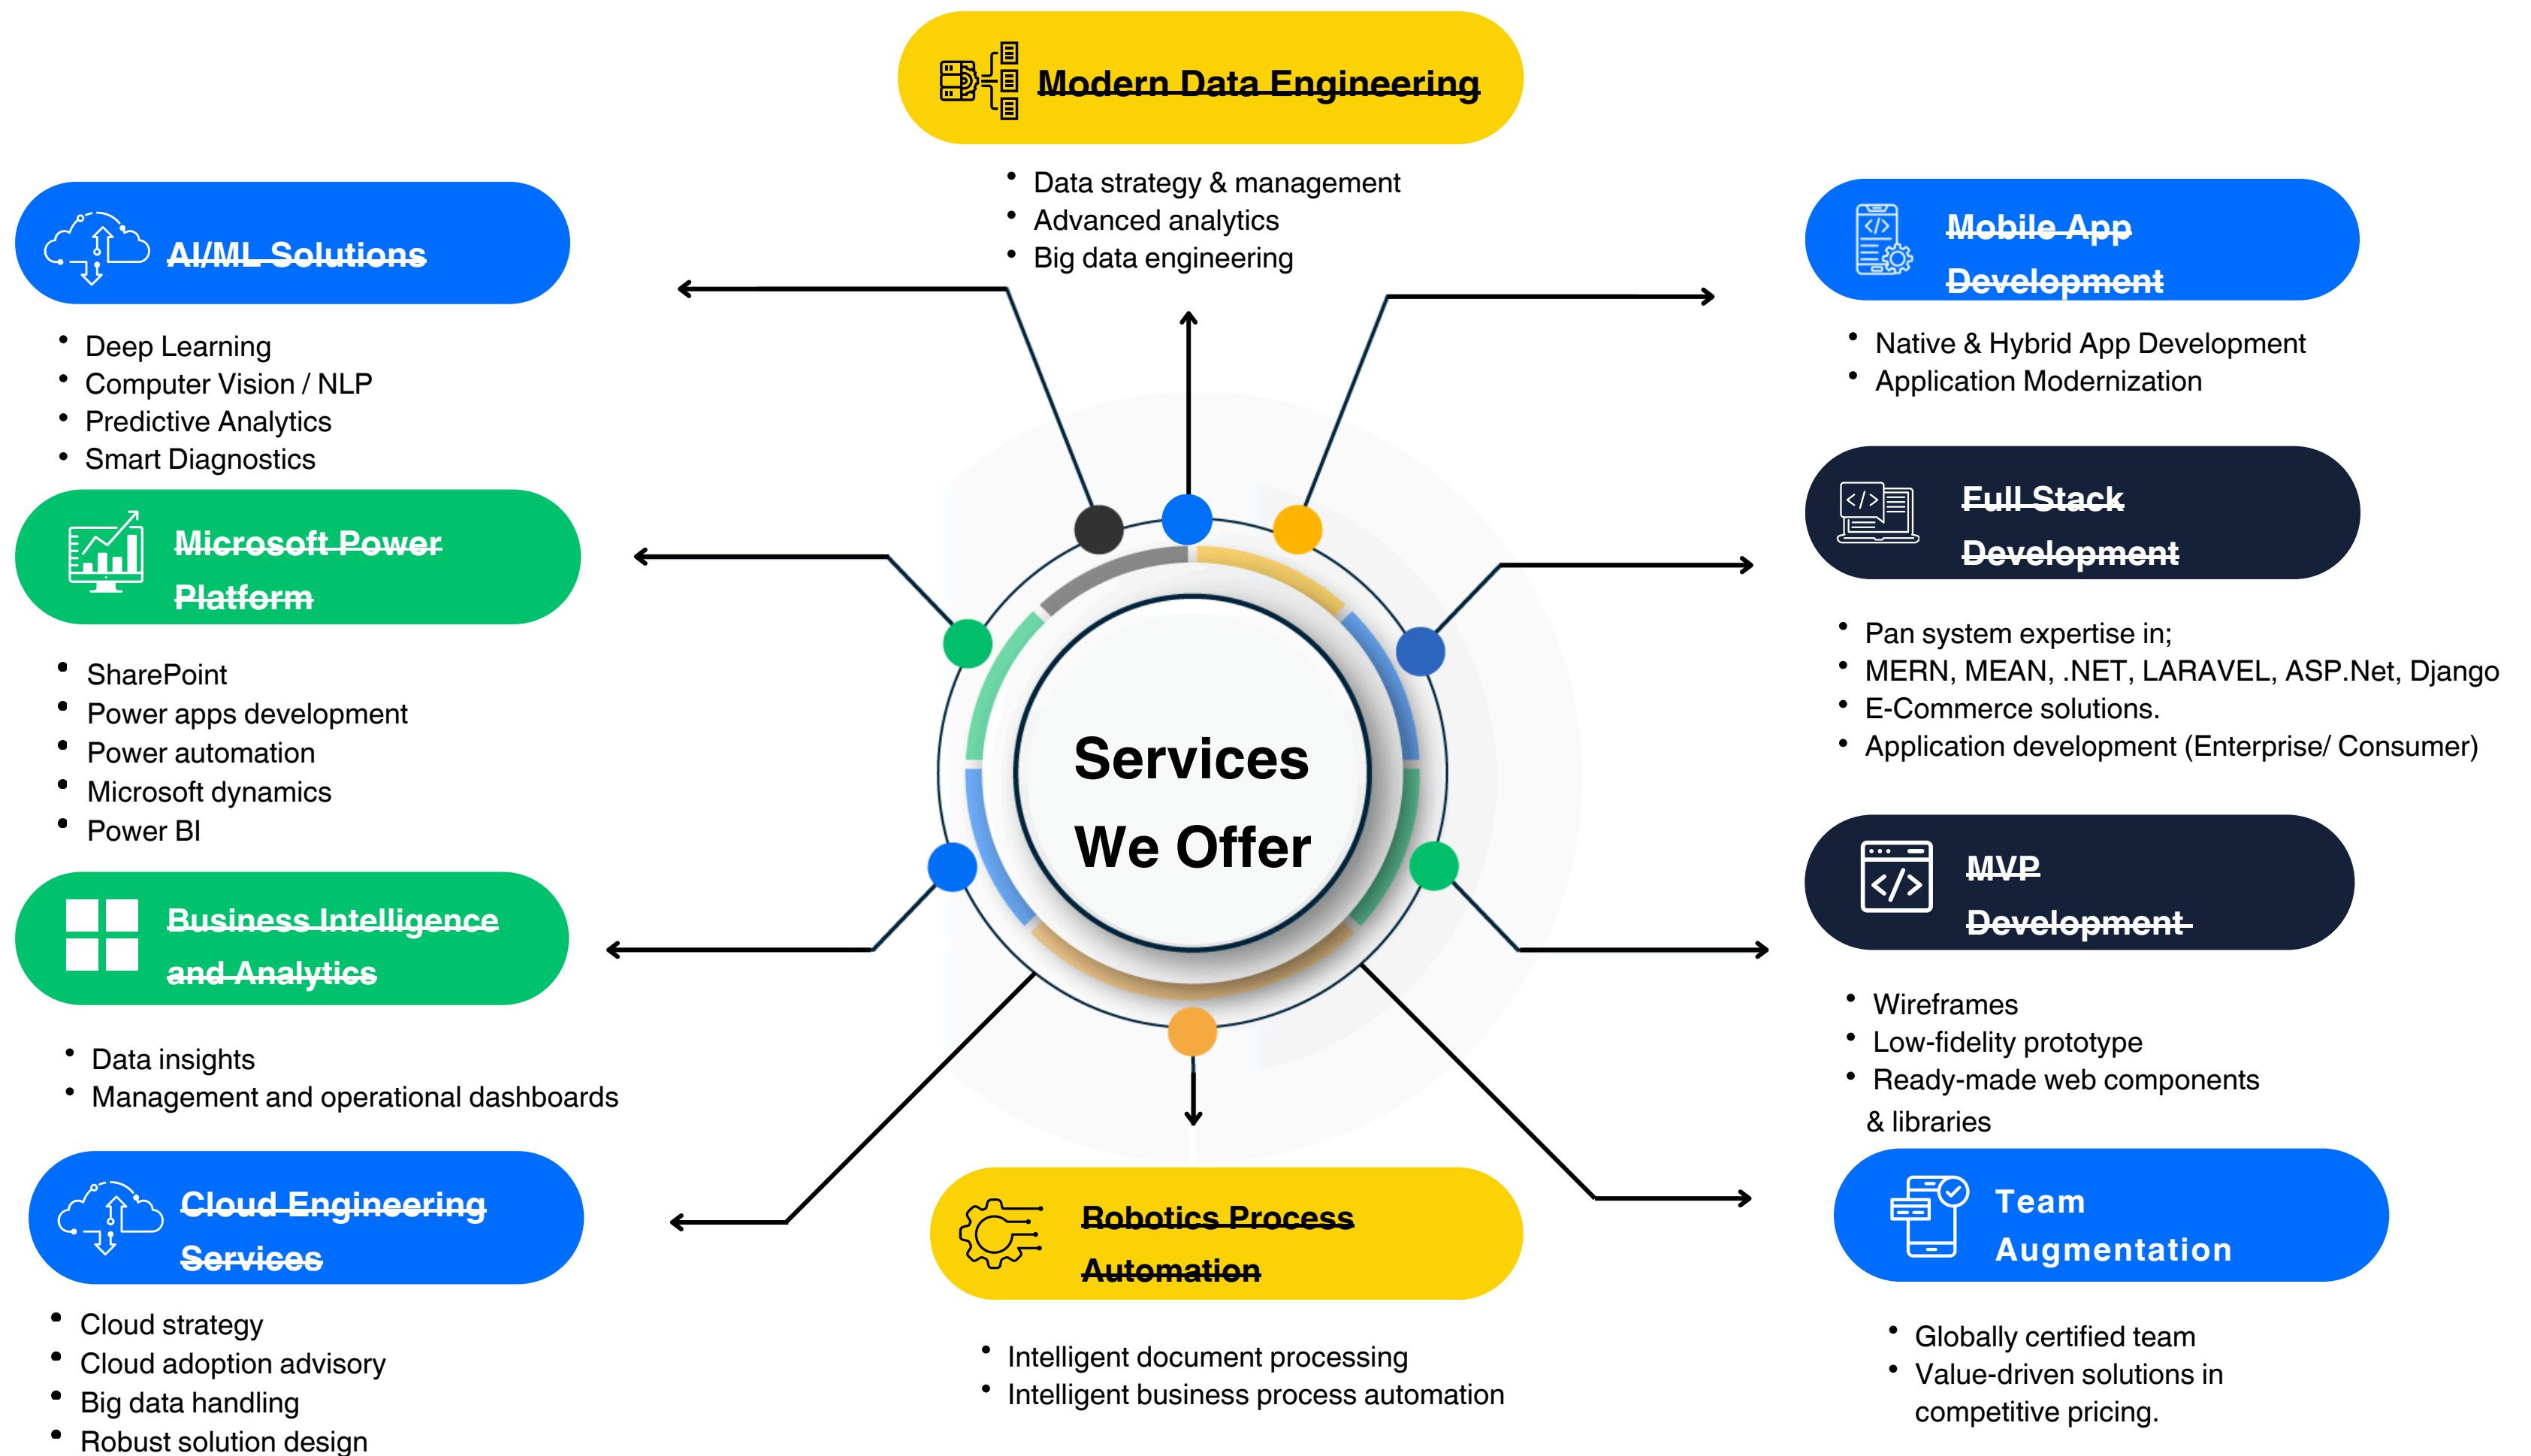 Modern Data Engineering
Data strategy & management
Advanced analytics
Big data engineering
AI/ML Solutions
Deep Learning
Computer Vision / NLP
Predictive Analytics
Smart Diagnostics
Microsoft Power
Platform
SharePoint
Power apps development
Power automation
Microsoft dynamics
Power BI
Business Intelligence
and Analytics
Data insights
Management and operational dashboards
Cloud Engineering
Services
Cloud strategy
Cloud adoption advisory
Big data handling
Robust solution design
Services
We Offer
Robotics Process
Automation
Intelligent document processing
Intelligent business process automation
Mobile App
Development
Native & Hybrid App Development
Application Modernization
Full Stack
Development
Pan system expertise in;
MERN, MEAN, .NET, LARAVEL, ASP.Net, Django
E-Commerce solutions.
Application development (Enterprise/ Consumer)
MVP
Development
Wireframes
Low-fidelity prototype
Ready-made web components
& libraries
Team
Augmentation
Globally certified team
Value-driven solutions in
competitive pricing.